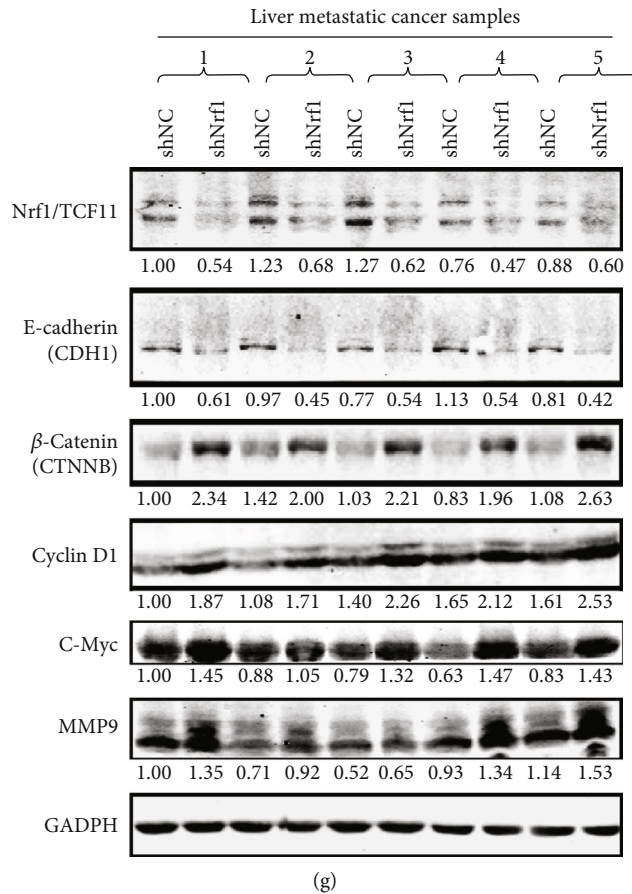 Liver metastatic cancer samples
1 2 3 4 5
shNC shNrf1 shNC shNrf1 shNC shNrf1 shNC shNrf1 shNC shNrf1
Nrf1/TCF11
1.00 0.54 1.23 0.68 1.27 0.62 0.76 0.47 0.88 0.60
E-cadherin
(CDH1)
1.00 0.61 0.97 0.45 0.77 0.54 1.13 0.54 0.81 0.42
β-Catenin
(CTNNB)
1.00 2.34 1.42 2.00 1.03 2.21 0.83 1.96 1.08 2.63
Cyclin D1
1.00 1.87 1.08 1.71 1.40 2.26 1.65 2.12 1.61 2.53
C-Myc
1.00 1.45 0.88 1.05 0.79 1.32 0.63 1.47 0.83 1.43
MMP9
1.00 1.35 0.71 0.92 0.52 0.65 0.93 1.34 1.14 1.53
GADPH
(g)